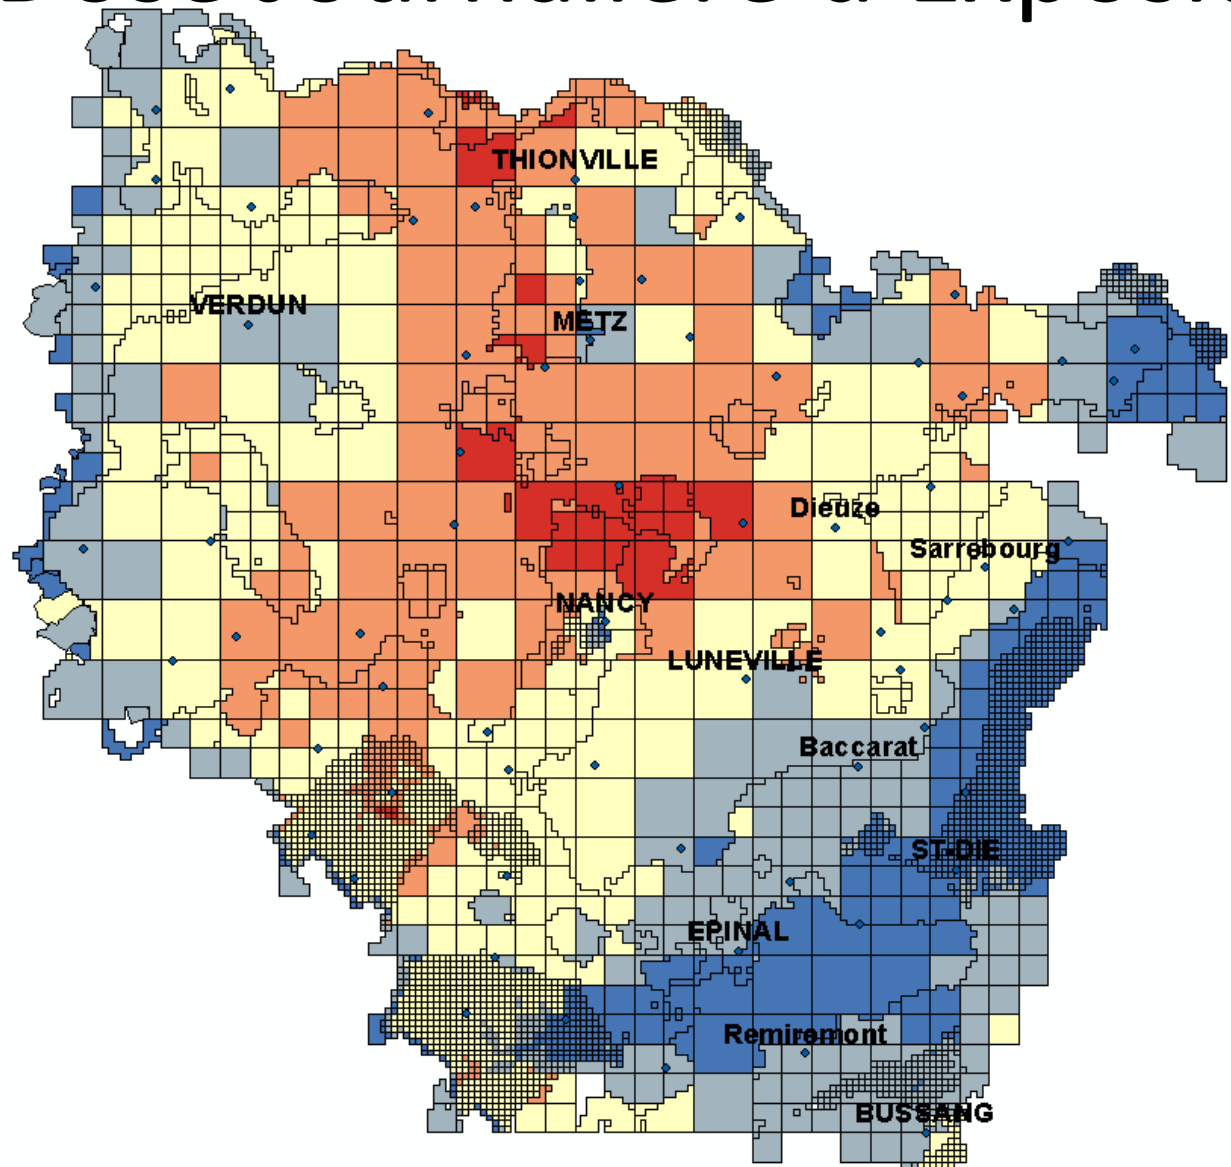 THIONVILLE
VERDUN
METZ
Dieuze
Sarrebourg
NANCY
LUNEVILLE
Baccarat
ST-DIE
EPINAL
Remiremont
BUSSANG